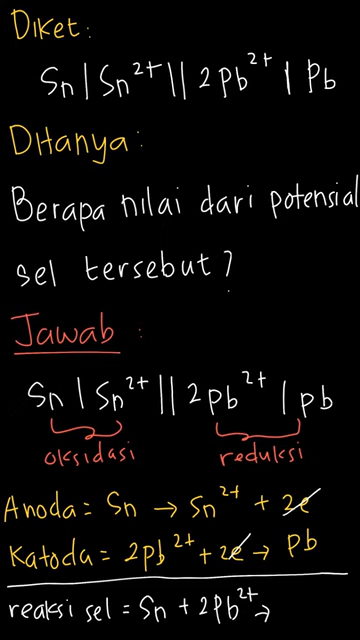 Diket:
Sn | Sn²⁺ || 2Pb²⁺ | Pb
Ditanya:
Berapa nilai dari potensial
sel tersebut?
Jawab :
Sn | Sn²⁺ || 2Pb²⁺ | Pb
oksidasi reduksi
Anoda = Sn → Sn²⁺ + 2e
Katoda = 2Pb²⁺ + 2e → Pb
reaksi sel = Sn + 2Pb²⁺ →